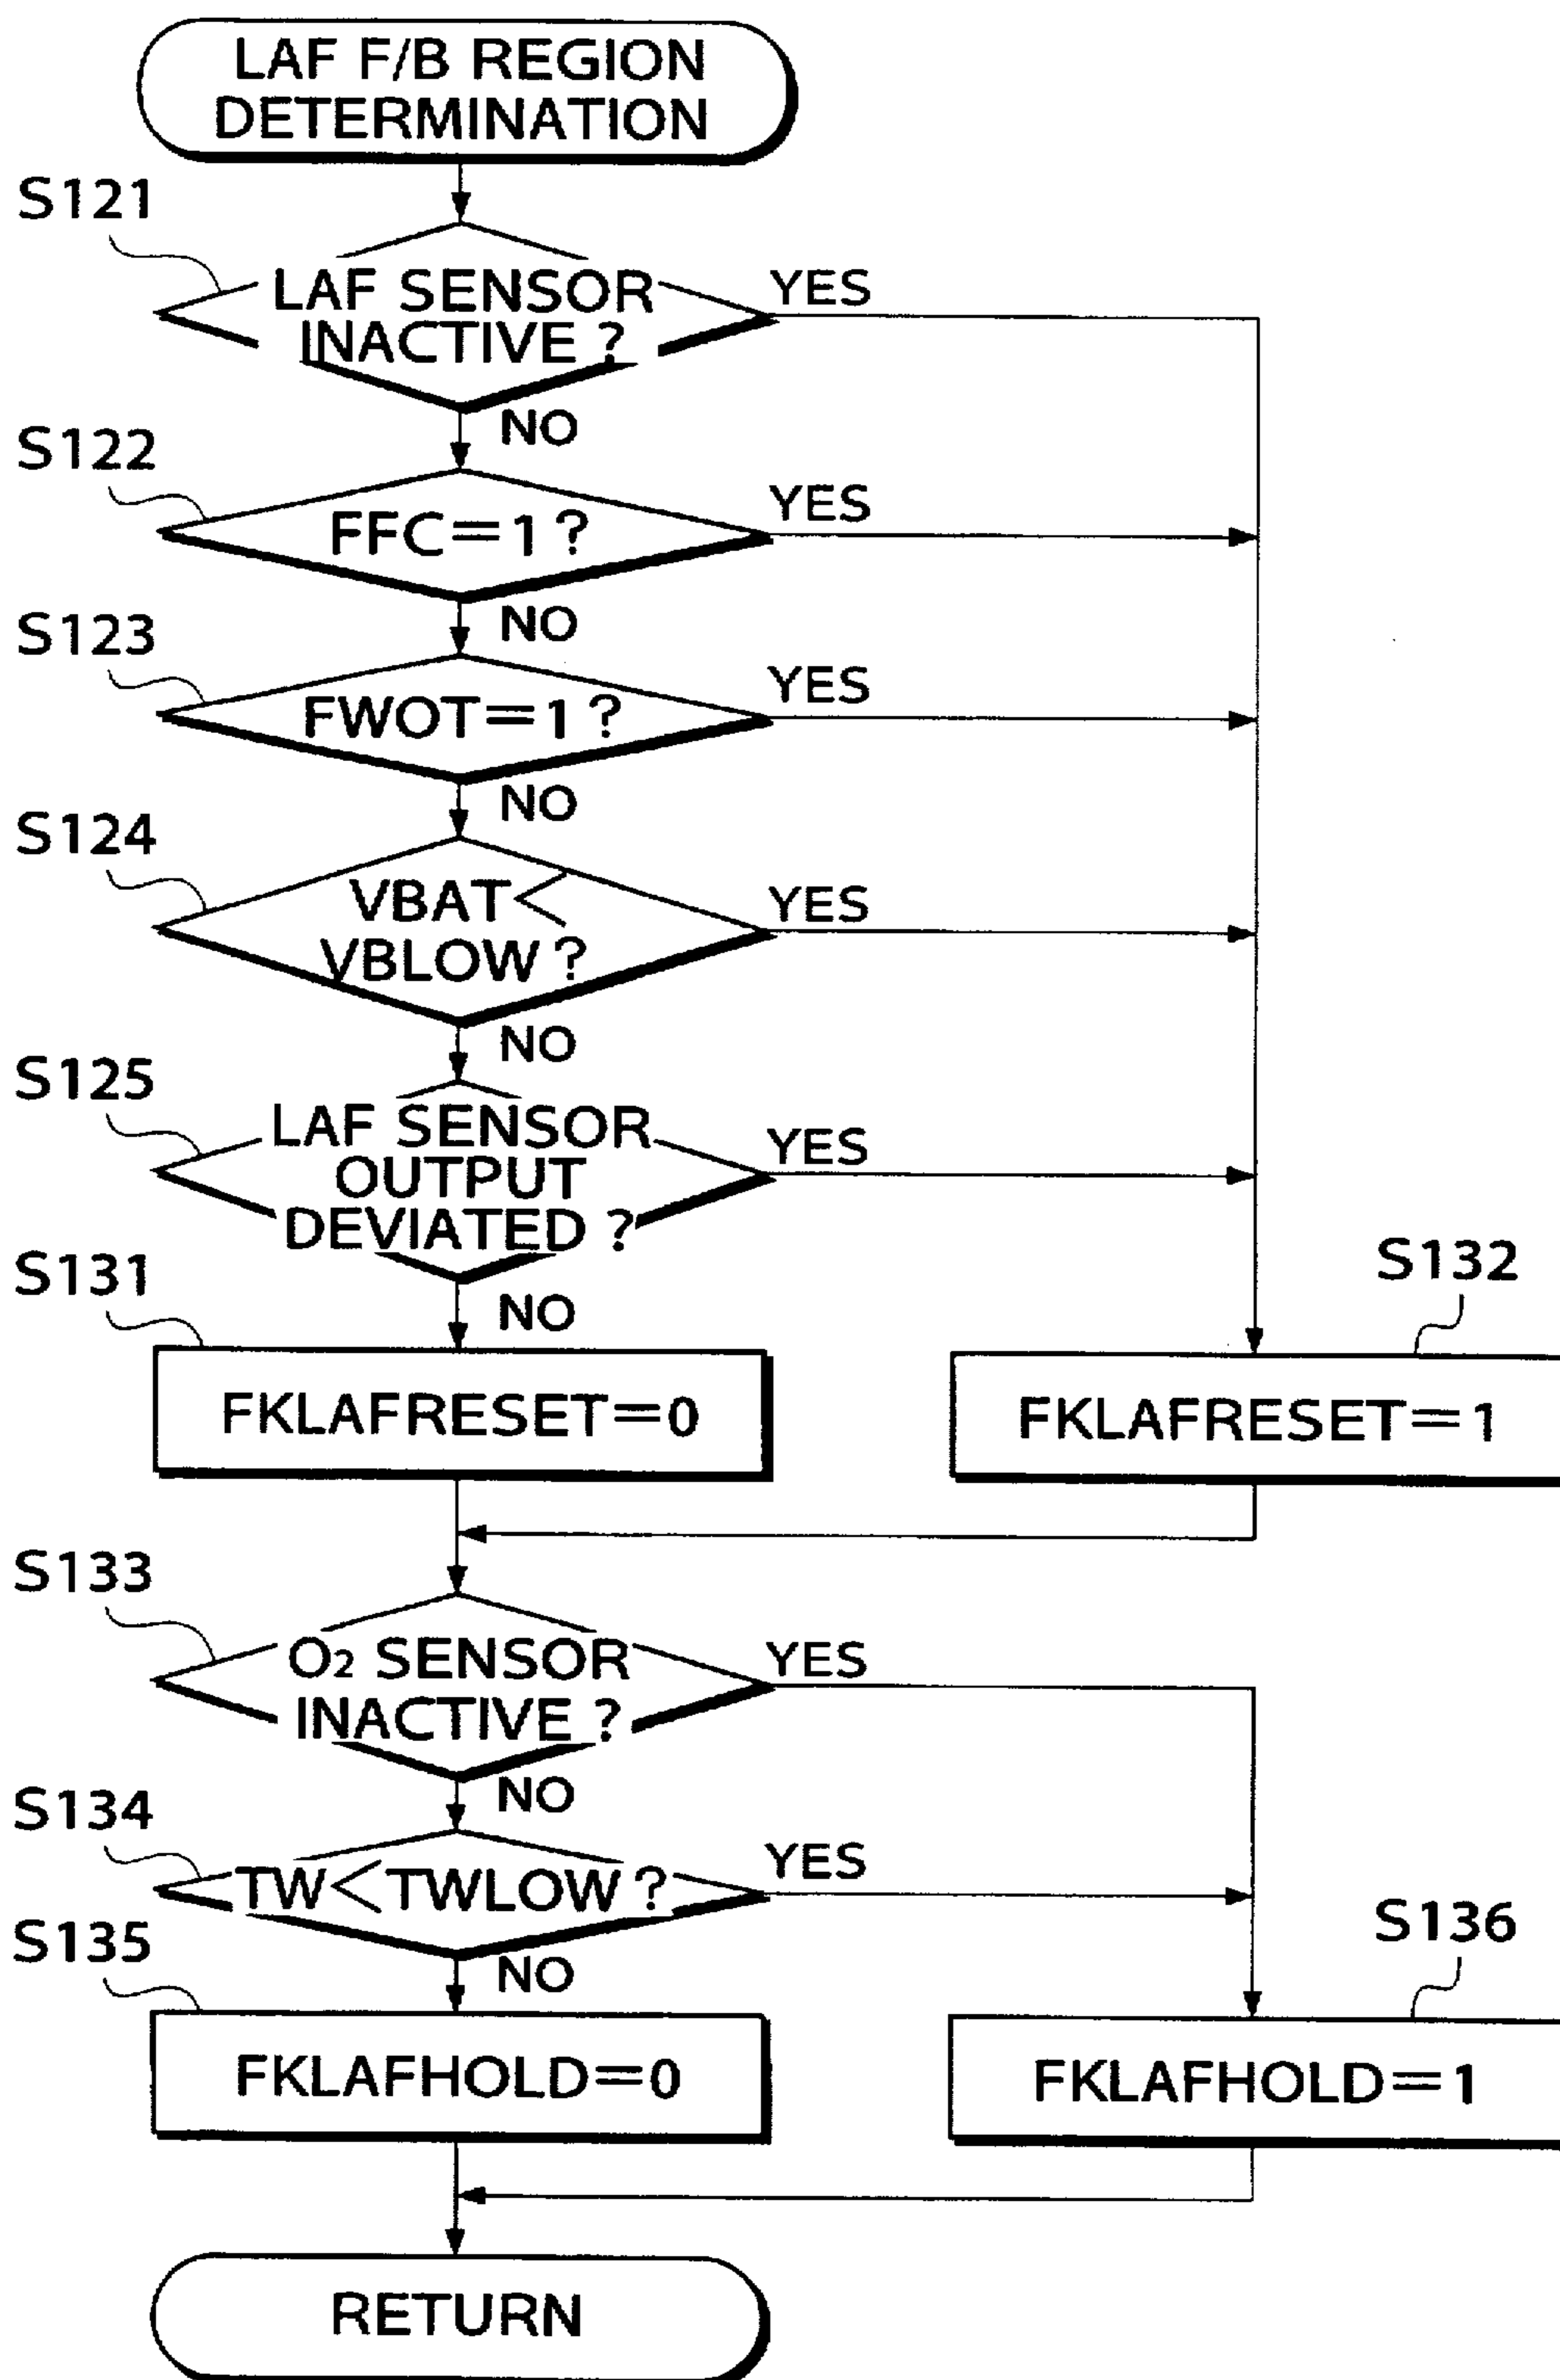 LAF F/B REGION
DETERMINATION
S121
LAF SENSOR
INACTIVE ?
YES
NO
S122
FFC=1 ?
YES
NO
S123
FWOT=1 ?
YES
NO
S124
VBAT<
VBLOW ?
YES
NO
S125
LAF SENSOR
OUTPUT
DEVIATED ?
YES
NO
S131
FKLAFRESET=0
S132
FKLAFRESET=1
S133
O2 SENSOR
INACTIVE ?
YES
NO
S134
TW<TWLOW ?
YES
NO
S135
FKLAFHOLD=0
S136
FKLAFHOLD=1
RETURN